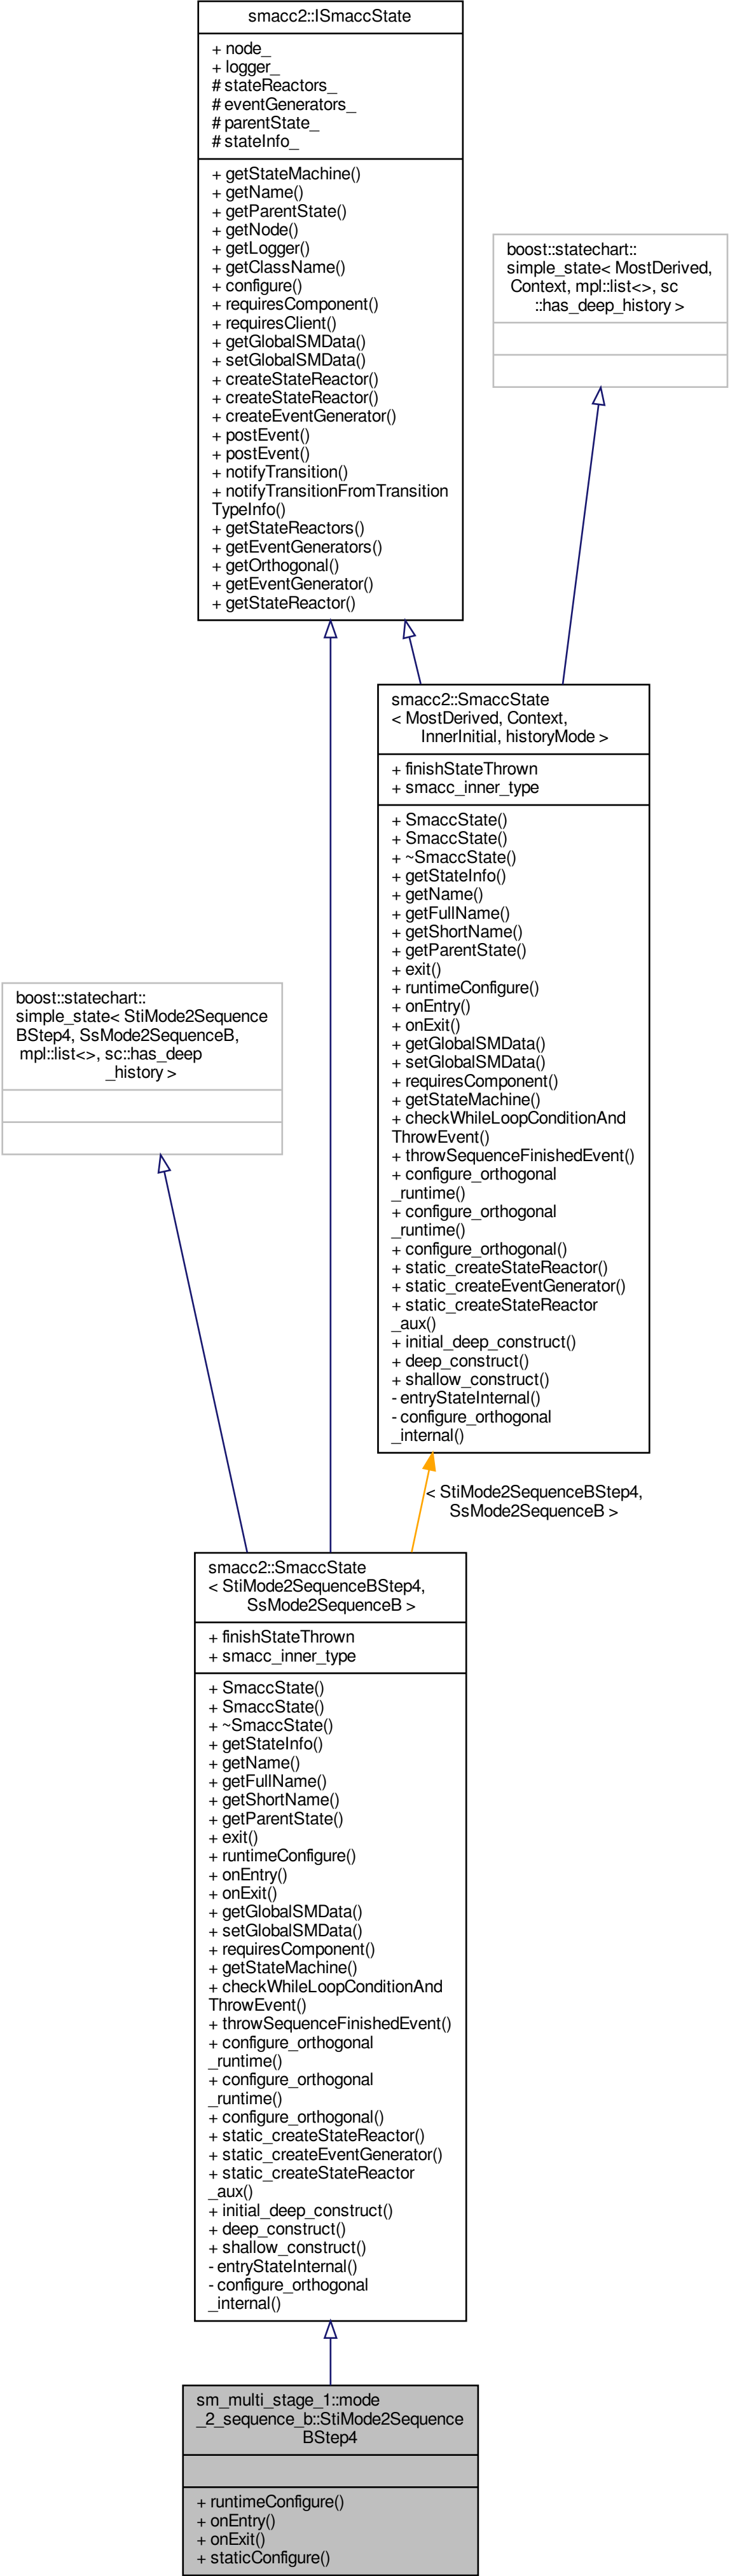 smacc2::ISmaccState
+ node_
+ logger_
# stateReactors_
# eventGenerators_
# parentState_
# stateInfo_
+ getStateMachine()
+ getName()
+ getParentState()
+ getNode()
+ getLogger()
+ getClassName()
+ configure()
+ requiresComponent()
+ requiresClient()
+ getGlobalSMData()
+ setGlobalSMData()
+ createStateReactor()
+ createStateReactor()
+ createEventGenerator()
+ postEvent()
+ postEvent()
+ notifyTransition()
+ notifyTransitionFromTransition
TypeInfo()
+ getStateReactors()
+ getEventGenerators()
+ getOrthogonal()
+ getEventGenerator()
+ getStateReactor()
boost::statechart::
simple_state< MostDerived,
Context, mpl::list<>, sc
::has_deep_history >
smacc2::SmaccState
< MostDerived, Context,
InnerInitial, historyMode >
+ finishStateThrown
+ smacc_inner_type
+ SmaccState()
+ SmaccState()
+ ~SmaccState()
+ getStateInfo()
+ getName()
+ getFullName()
+ getShortName()
+ getParentState()
+ exit()
+ runtimeConfigure()
+ onEntry()
+ onExit()
+ getGlobalSMData()
+ setGlobalSMData()
+ requiresComponent()
+ getStateMachine()
+ checkWhileLoopConditionAnd
ThrowEvent()
+ throwSequenceFinishedEvent()
+ configure_orthogonal
_runtime()
+ configure_orthogonal
_runtime()
+ configure_orthogonal()
+ static_createStateReactor()
+ static_createEventGenerator()
+ static_createStateReactor
_aux()
+ initial_deep_construct()
+ deep_construct()
+ shallow_construct()
- entryStateInternal()
- configure_orthogonal
_internal()
boost::statechart::
simple_state< StiMode2Sequence
BStep4, SsMode2SequenceB,
mpl::list<>, sc::has_deep
_history >
< StiMode2SequenceBStep4,
SsMode2SequenceB >
smacc2::SmaccState
< StiMode2SequenceBStep4,
SsMode2SequenceB >
+ finishStateThrown
+ smacc_inner_type
+ SmaccState()
+ SmaccState()
+ ~SmaccState()
+ getStateInfo()
+ getName()
+ getFullName()
+ getShortName()
+ getParentState()
+ exit()
+ runtimeConfigure()
+ onEntry()
+ onExit()
+ getGlobalSMData()
+ setGlobalSMData()
+ requiresComponent()
+ getStateMachine()
+ checkWhileLoopConditionAnd
ThrowEvent()
+ throwSequenceFinishedEvent()
+ configure_orthogonal
_runtime()
+ configure_orthogonal
_runtime()
+ configure_orthogonal()
+ static_createStateReactor()
+ static_createEventGenerator()
+ static_createStateReactor
_aux()
+ initial_deep_construct()
+ deep_construct()
+ shallow_construct()
- entryStateInternal()
- configure_orthogonal
_internal()
sm_multi_stage_1::mode
_2_sequence_b::StiMode2Sequence
BStep4
+ runtimeConfigure()
+ onEntry()
+ onExit()
+ staticConfigure()